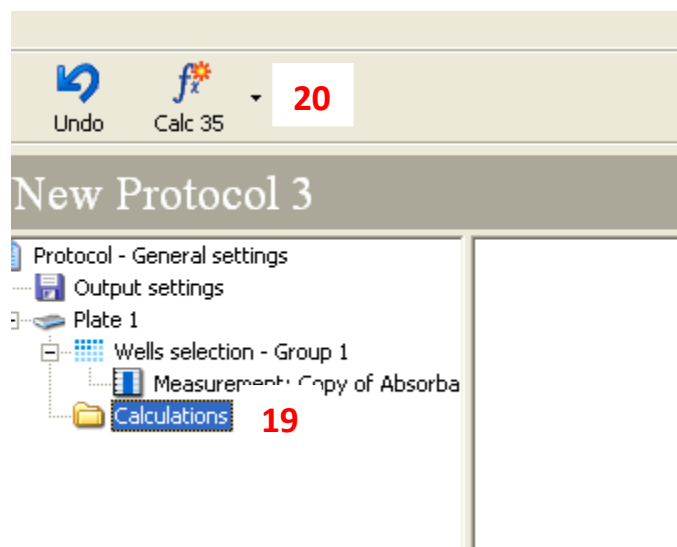 20
Undo Calc 35
New Protocol 3
Protocol - General settings
Output settings
Plate 1
Wells selection - Group 1
Measurement: Copy of Absorba
Calculations 19